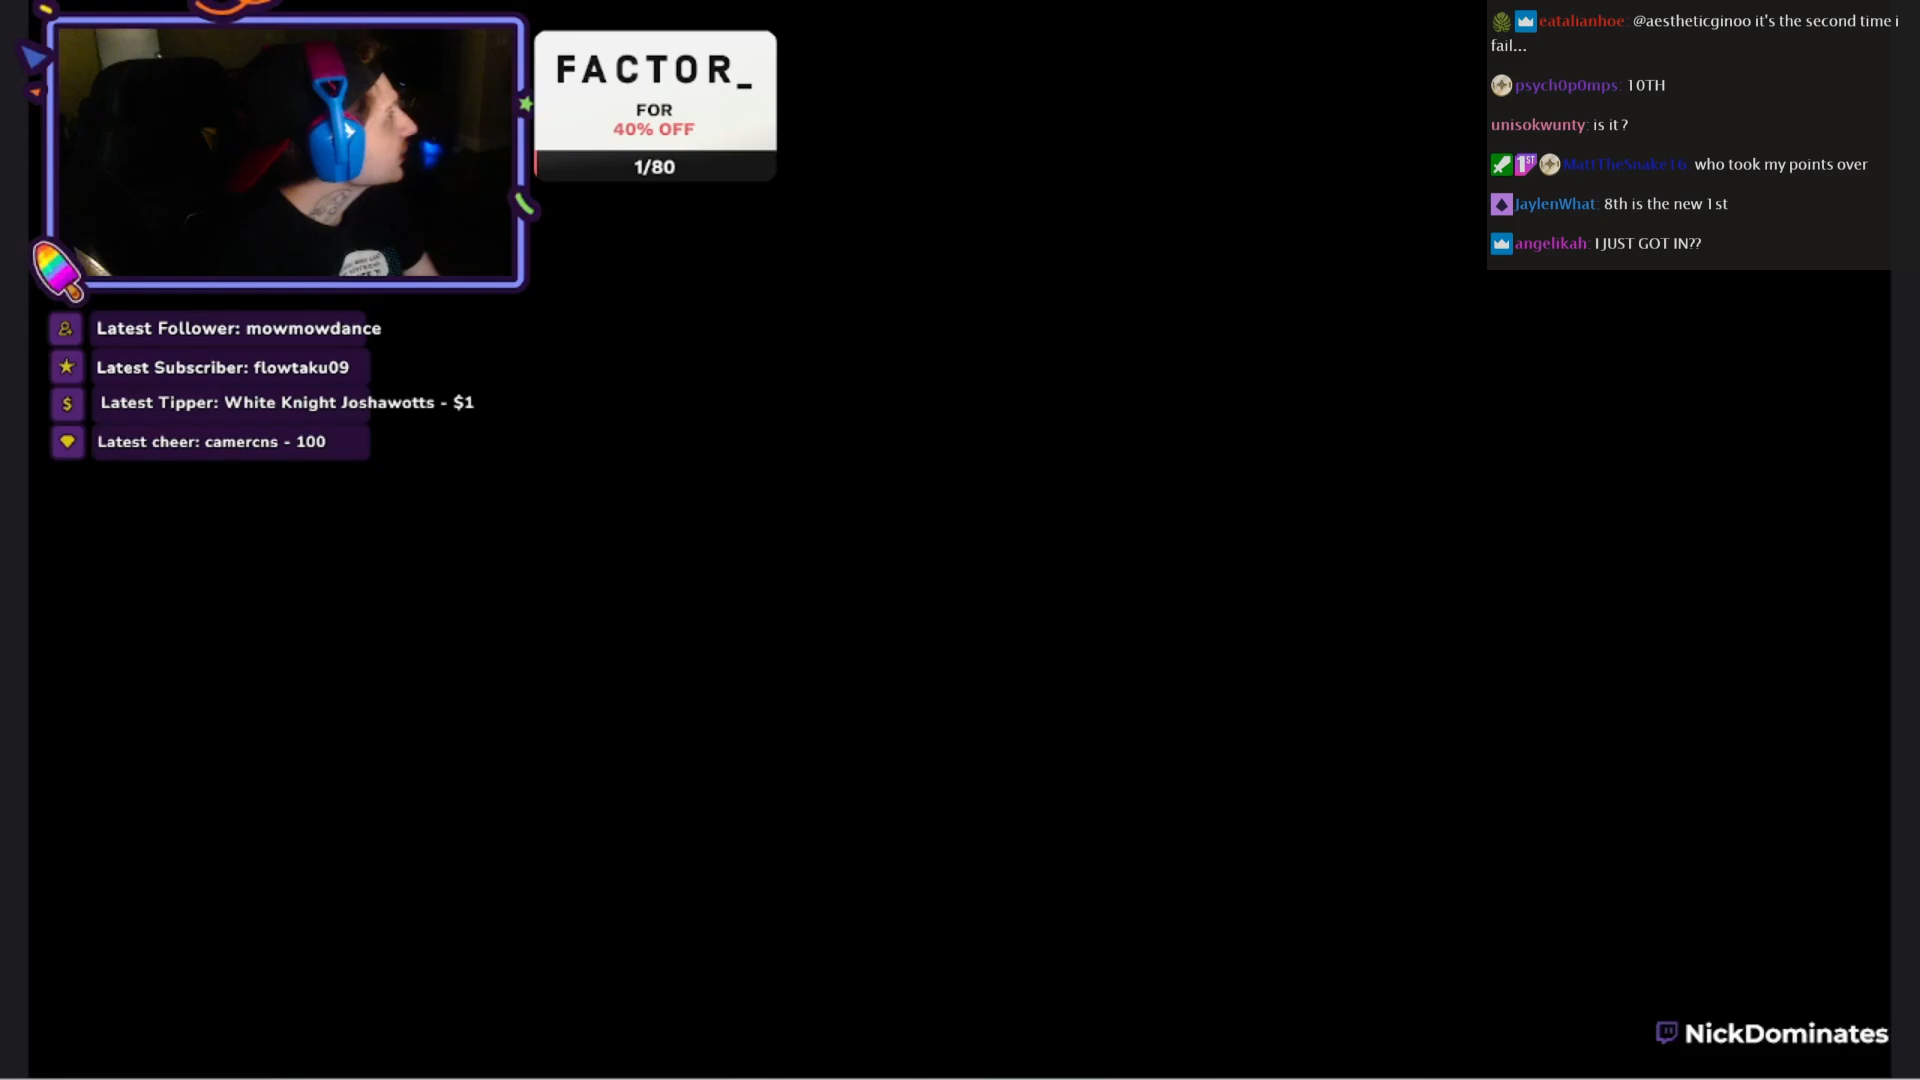 FACTOR_
FOR
40% OFF
1/80
Latest Follower: mowmowdance
Latest Subscriber: flowtaku09
Latest Tipper: White Knight Joshawotts - $1
Latest cheer: camercns - 100
eatalianhoe: @aestheticginoo it's the second time i
fail...
psych0p0mps: 10TH
unisokwunty: is it ?
1ST MattTheSnake16: who took my points over
JaylenWhat: 8th is the new 1st
angelikah: I JUST GOT IN??
NickDominates